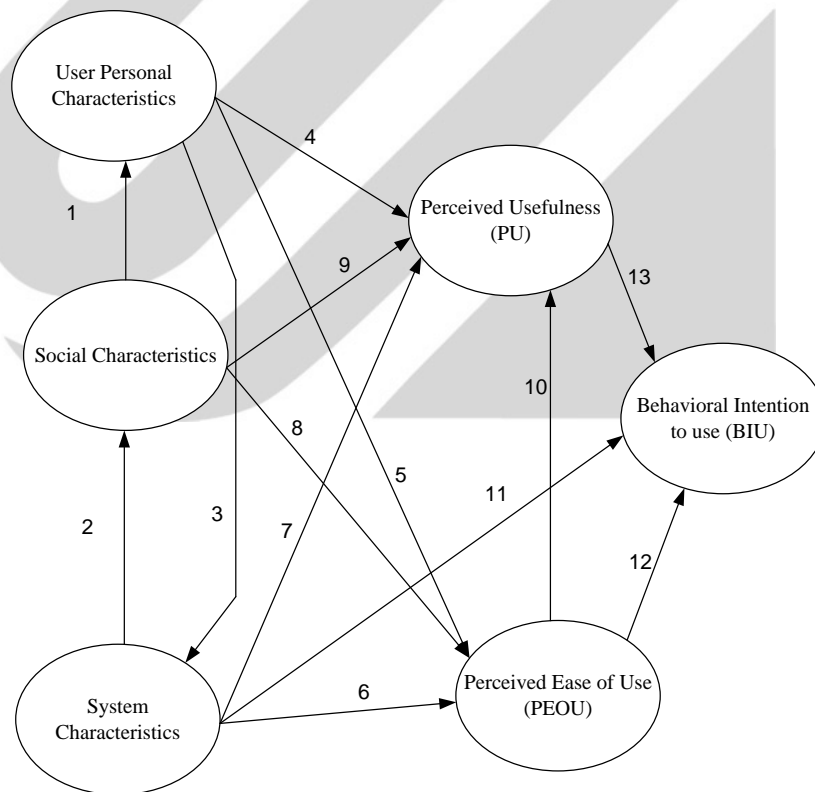 User Personal
Characteristics
4
Perceived Usefulness
(PU)
1
9
13
Social Characteristics
10
Behavioral Intention
to use (BIU)
8
5
11
2
3
7
12
Perceived Ease of Use
(PEOU)
6
System
Characteristics